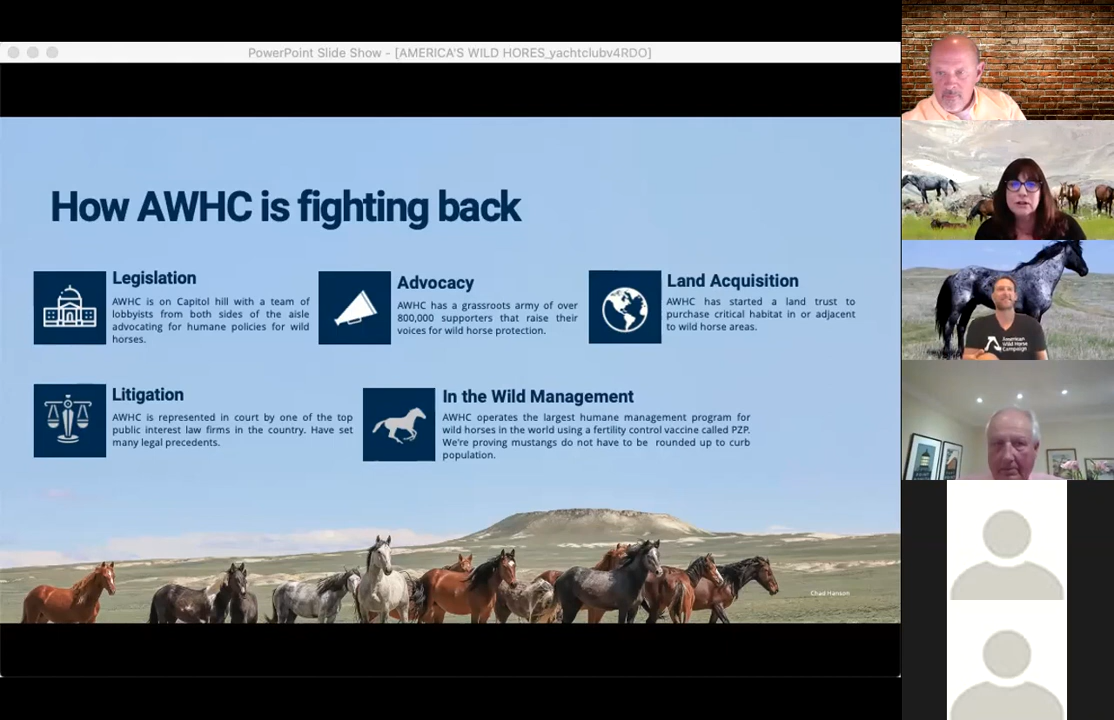 PowerPoint Slide Show - [AMERICA'S WILD HORES_yachtclubv4RDO]
How AWHC is fighting back
Legislation
AWHC is on Capitol hill with a team of
lobbyists from both sides of the aisle
advocating for humane policies for wild
horses.
Advocacy
AWHC has a grassroots army of over
800,000 supporters that raise their
voices for wild horse protection.
Land Acquisition
AWHC has started a land trust to
purchase critical habitat in or adjacent
to wild horse areas.
Litigation
AWHC is represented in court by one of the top
public interest law firms in the country. Have set
many legal precedents.
In the Wild Management
AWHC operates the largest humane management program for
wild horses in the world using a fertility control vaccine called PZP.
We're proving mustangs do not have to be rounded up to curb
population.
Chad Hanson
American
Wild Horse
Campaign